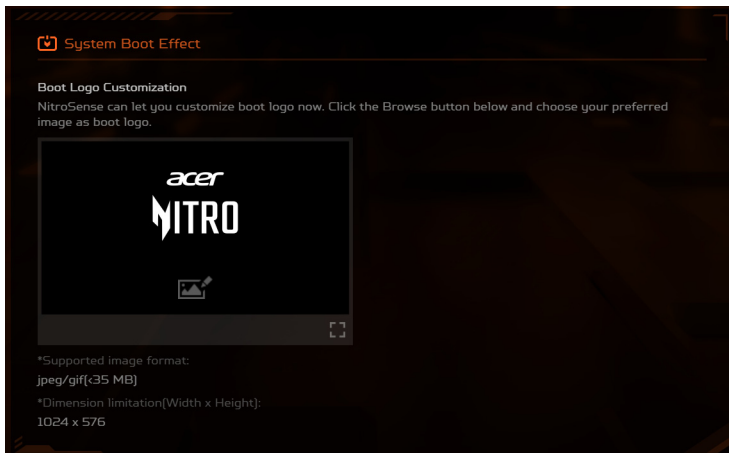 System Boot Effect
Boot Logo Customization
NitroSense can let you customize boot logo now. Click the Browse button below and choose your preferred
image as boot logo.
acer
NITRO
*Supported image format:
jpeg/gif(<35 MB)
*Dimension limitation(Width x Height):
1024 x 576